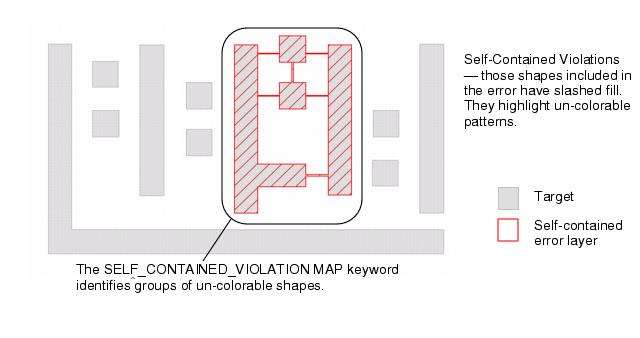 Self-Contained Violations
— those shapes included in
the error have slashed fill.
They highlight un-colorable
patterns.
Target
Self-contained
error layer
The SELF_CONTAINED_VIOLATION MAP keyword
identifies groups of un-colorable shapes.